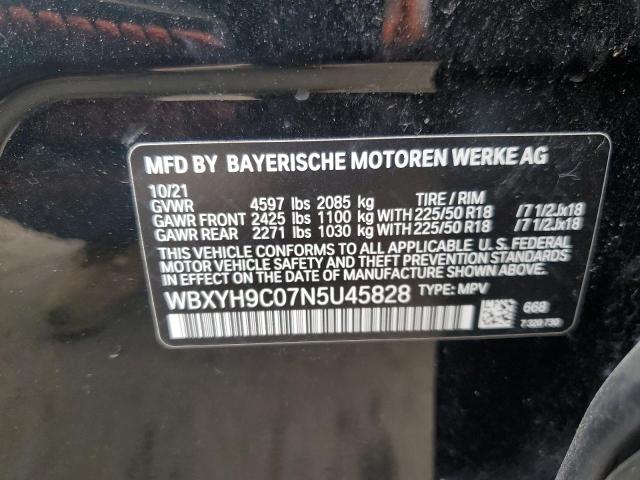 MFD BY BAYERISCHE MOTOREN WERKE AG
10/21
GVWR 4597 lbs 2085 kg TIRE / RIM
GAWR FRONT 2425 lbs 1100 kg WITH 225/50 R18 /7 1/2Jx18
GAWR REAR 2271 lbs 1030 kg WITH 225/50 R18 /7 1/2Jx18
THIS VEHICLE CONFORMS TO ALL APPLICABLE U. S. FEDERAL
MOTOR VEHICLE SAFETY AND THEFT PREVENTION STANDARDS
IN EFFECT ON THE DATE OF MANUFACTURE SHOWN ABOVE.
WBXYH9C07N5U45828 TYPE: MPV
668
7 320 730